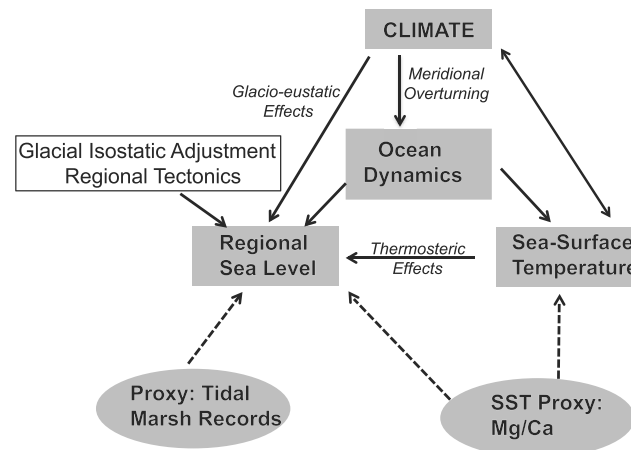 CLIMATE
Glacio-eustatic
Effects
Meridional
Overturning
Glacial Isostatic Adjustment
Regional Tectonics
Ocean
Dynamics
Regional
Sea Level
Thermosteric
Effects
Sea-Surface
Temperature
Proxy: Tidal
Marsh Records
SST Proxy:
Mg/Ca